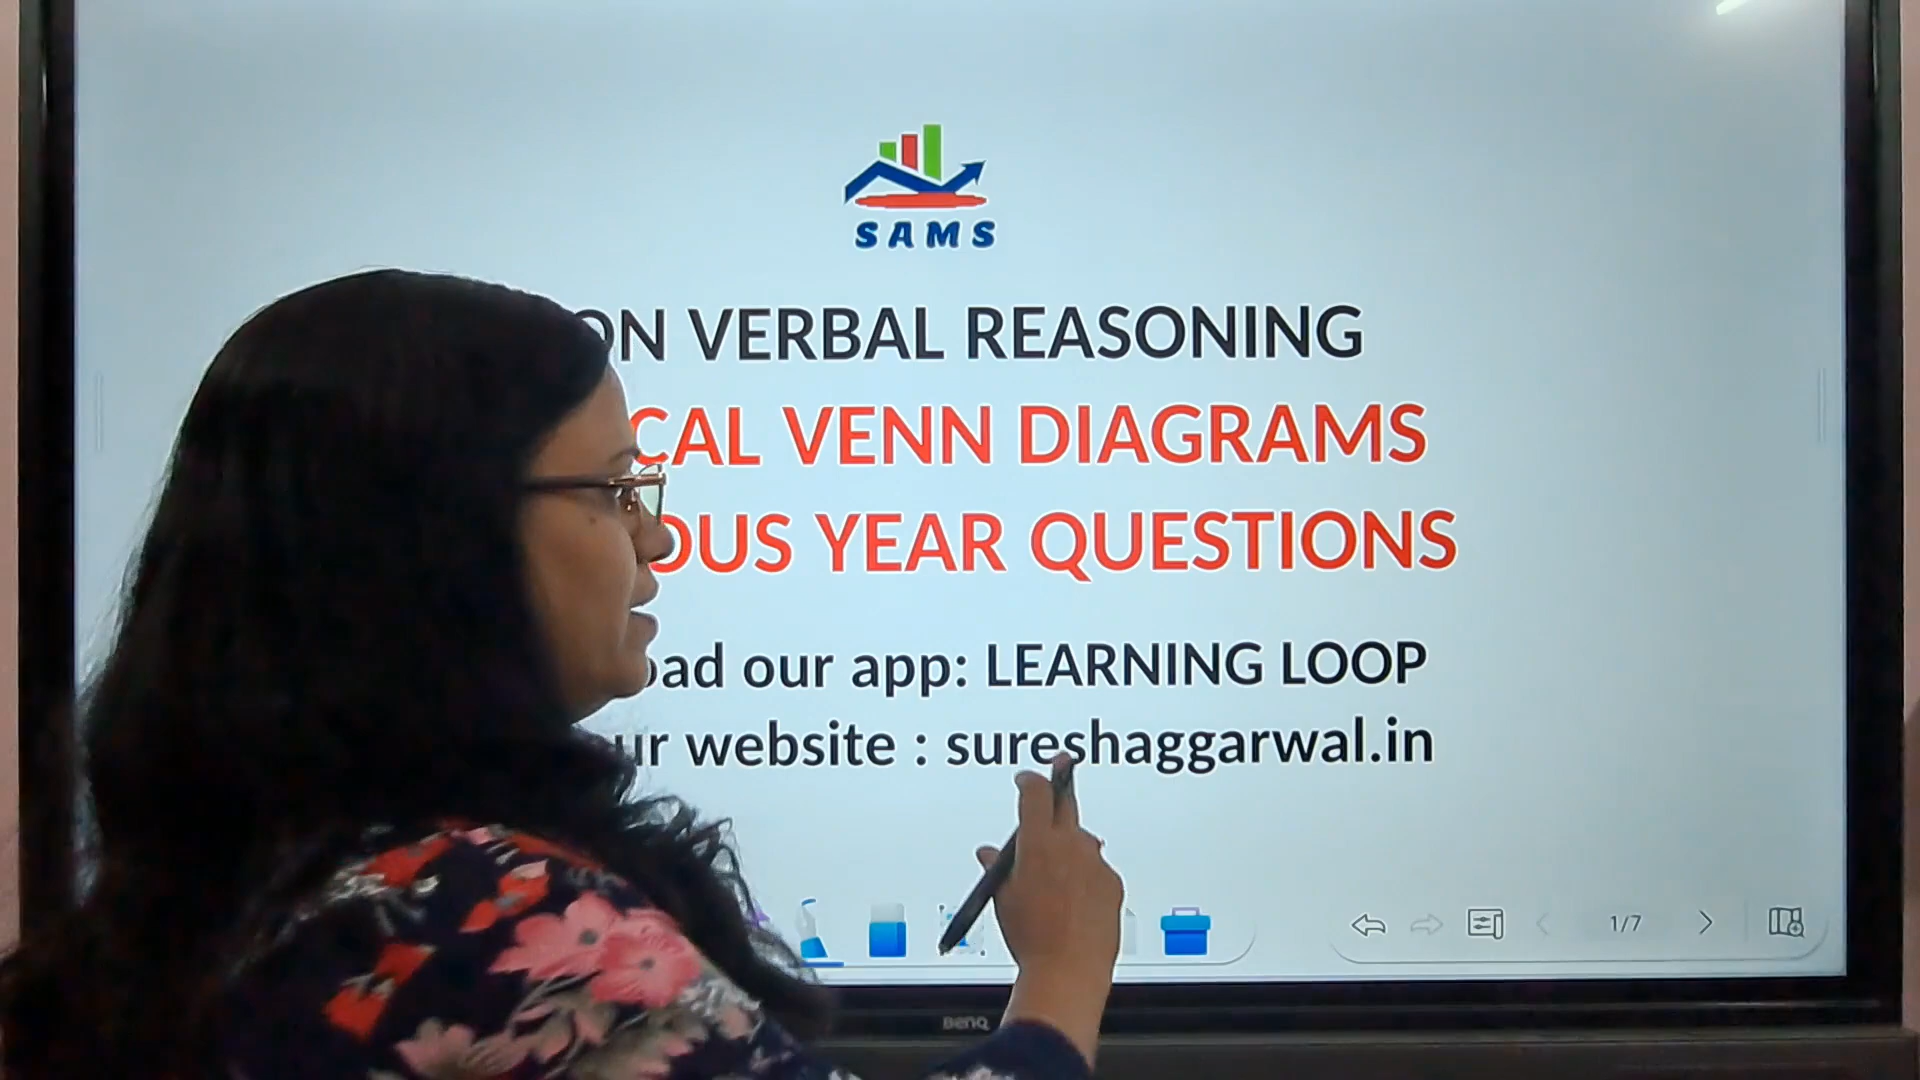 SAMS
ON VERBAL REASONING
CAL VENN DIAGRAMS
OUS YEAR QUESTIONS
oad our app: LEARNING LOOP
ur website : sureshaggarwal.in
1/7
BenQ